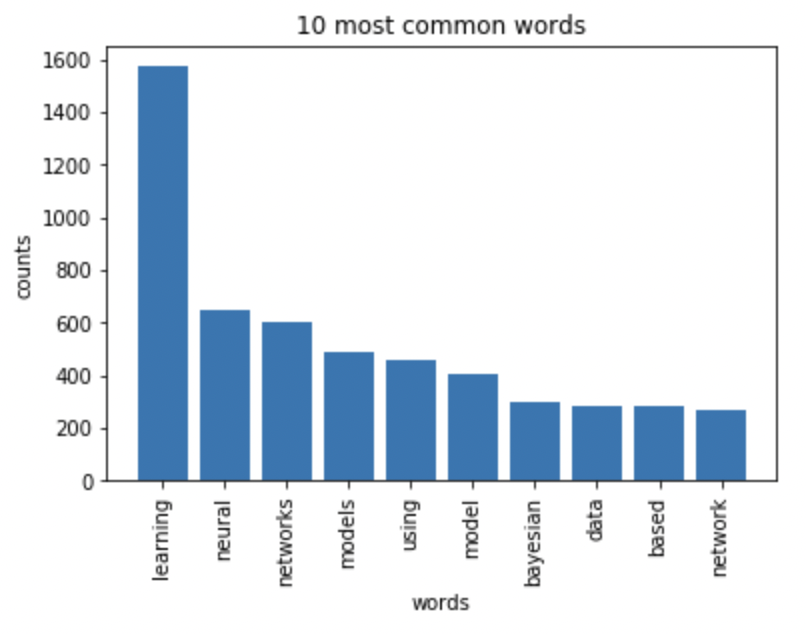 10 most common words
1600
1400
1200
1000
800
600
400
200
0
counts
learning
neural
networks
models
using
model
bayesian
data
based
network
words